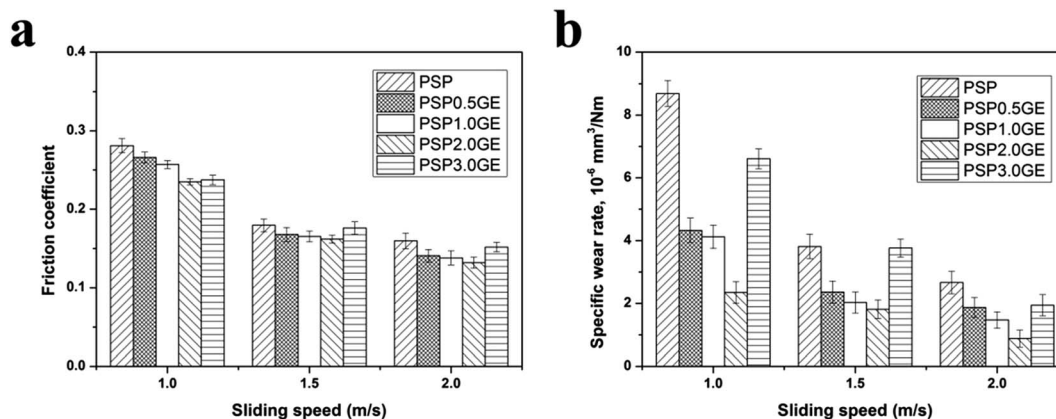 a
0.4
0.3
0.2
0.1
0.0
Friction coefficient
PSP
PSP0.5GE
PSP1.0GE
PSP2.0GE
PSP3.0GE
1.0 1.5 2.0
Sliding speed (m/s)
b
10
8
6
4
2
0
Specific wear rate, 10⁻⁶ mm³/Nm
PSP
PSP0.5GE
PSP1.0GE
PSP2.0GE
PSP3.0GE
1.0 1.5 2.0
Sliding speed (m/s)